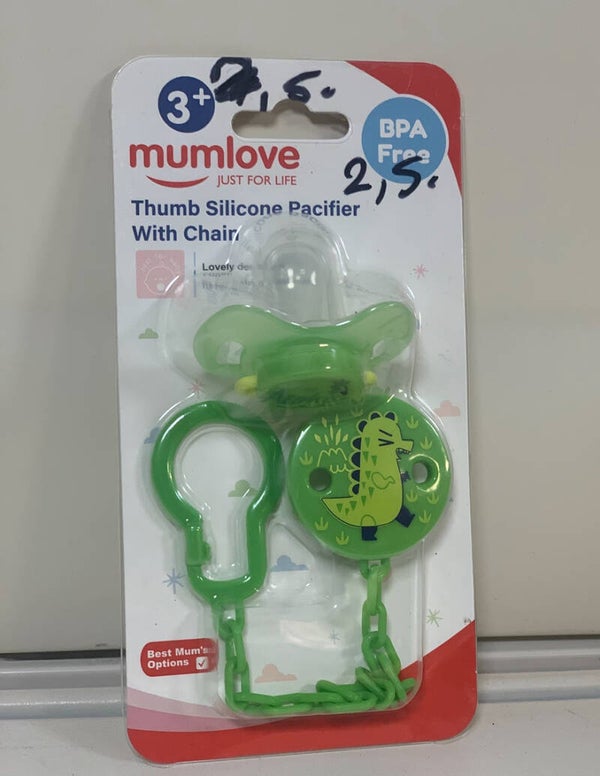 3+
BPA
Free
mumlove
JUST FOR LIFE
2,5.
Thumb Silicone Pacifier
With Chain
Lovely
Best Mum's
Options